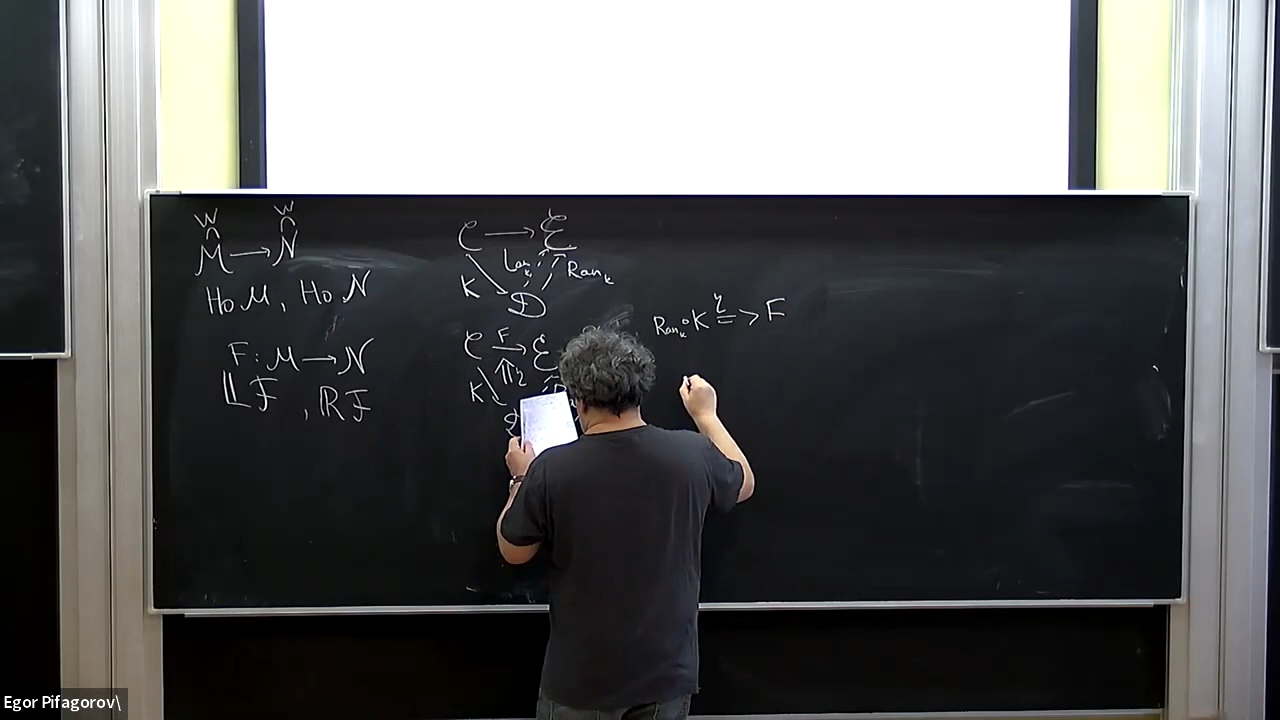 W W
∩ ∩
M → N
Ho M, Ho N
F: M → N
𝕃F, ℝF
C → E
K Lan_K Ran_K
D
C F→ E
K ⇑η
Ran_K∘K η=> F
Egor Pifagorov\